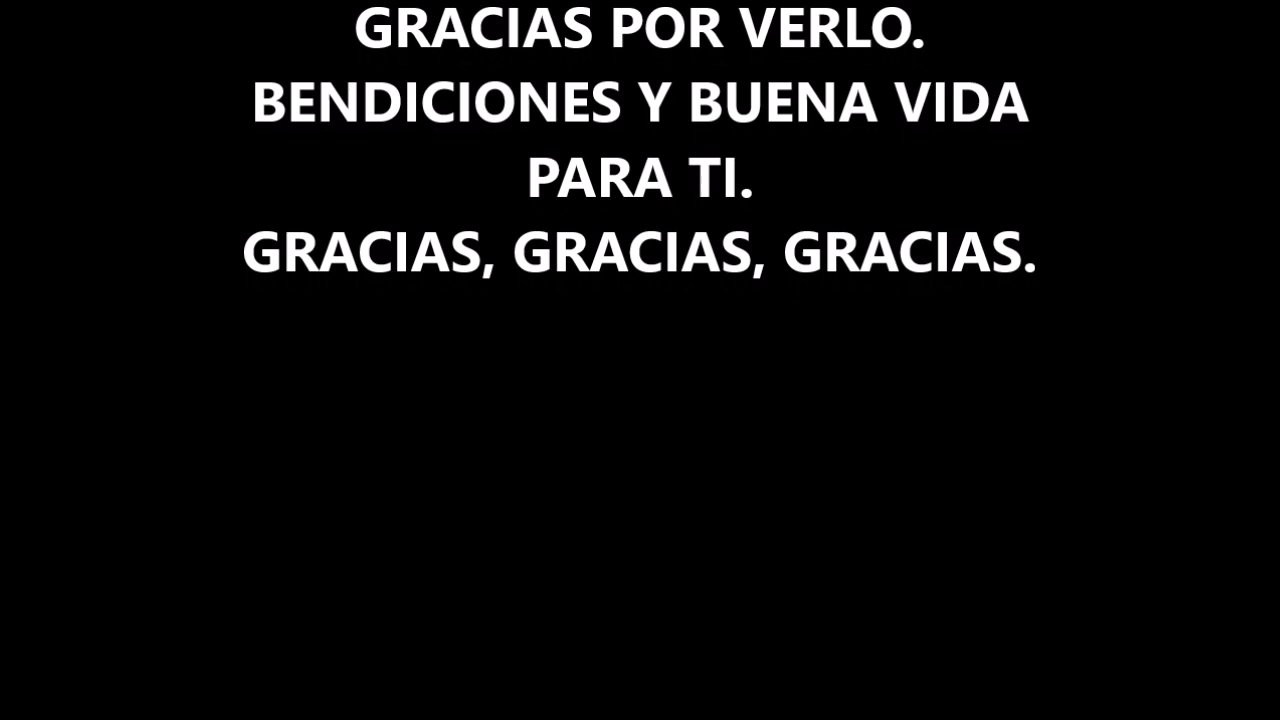 GRACIAS POR VERLO.
BENDICIONES Y BUENA VIDA
PARA TI.
GRACIAS, GRACIAS, GRACIAS.